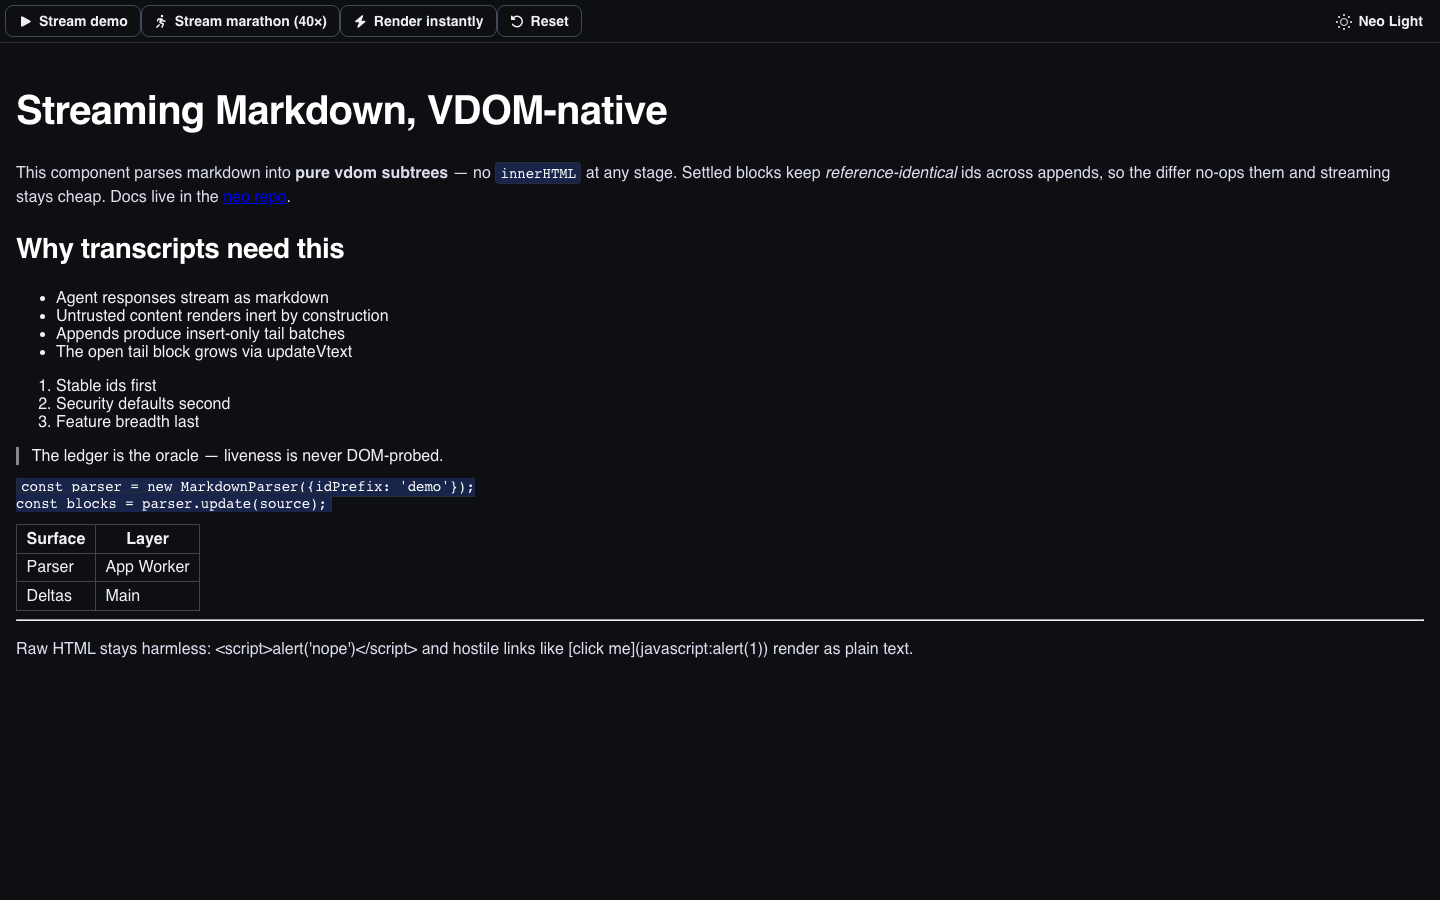 Stream demo Stream marathon (40×) Render instantly Reset Neo Light
Streaming Markdown, VDOM-native
This component parses markdown into pure vdom subtrees — no innerHTML at any stage. Settled blocks keep reference-identical ids across appends, so the differ no-ops them and streaming
stays cheap. Docs live in the neo repo.
Why transcripts need this
• Agent responses stream as markdown
• Untrusted content renders inert by construction
• Appends produce insert-only tail batches
• The open tail block grows via updateVtext
1. Stable ids first
2. Security defaults second
3. Feature breadth last
The ledger is the oracle — liveness is never DOM-probed.
const parser = new MarkdownParser({idPrefix: 'demo'});
const blocks = parser.update(source);
Surface Layer
Parser App Worker
Deltas Main
Raw HTML stays harmless: <script>alert('nope')</script> and hostile links like [click me](javascript:alert(1)) render as plain text.